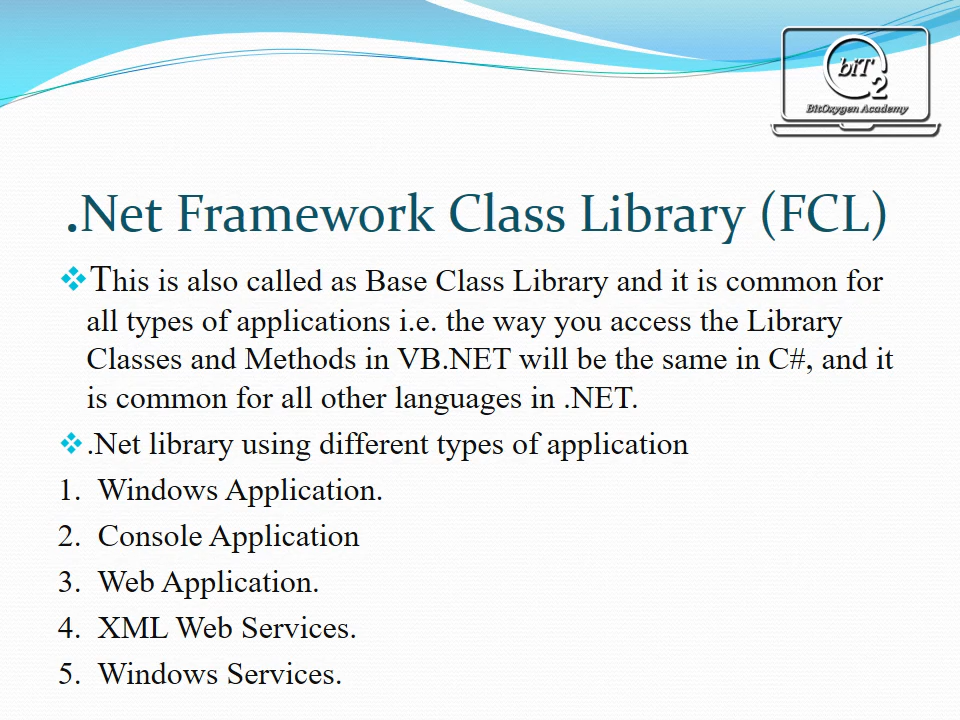 biT
2
BitOxygen Academy
.Net Framework Class Library (FCL)
This is also called as Base Class Library and it is common for
all types of applications i.e. the way you access the Library
Classes and Methods in VB.NET will be the same in C#, and it
is common for all other languages in .NET.
.Net library using different types of application
1. Windows Application.
2. Console Application
3. Web Application.
4. XML Web Services.
5. Windows Services.